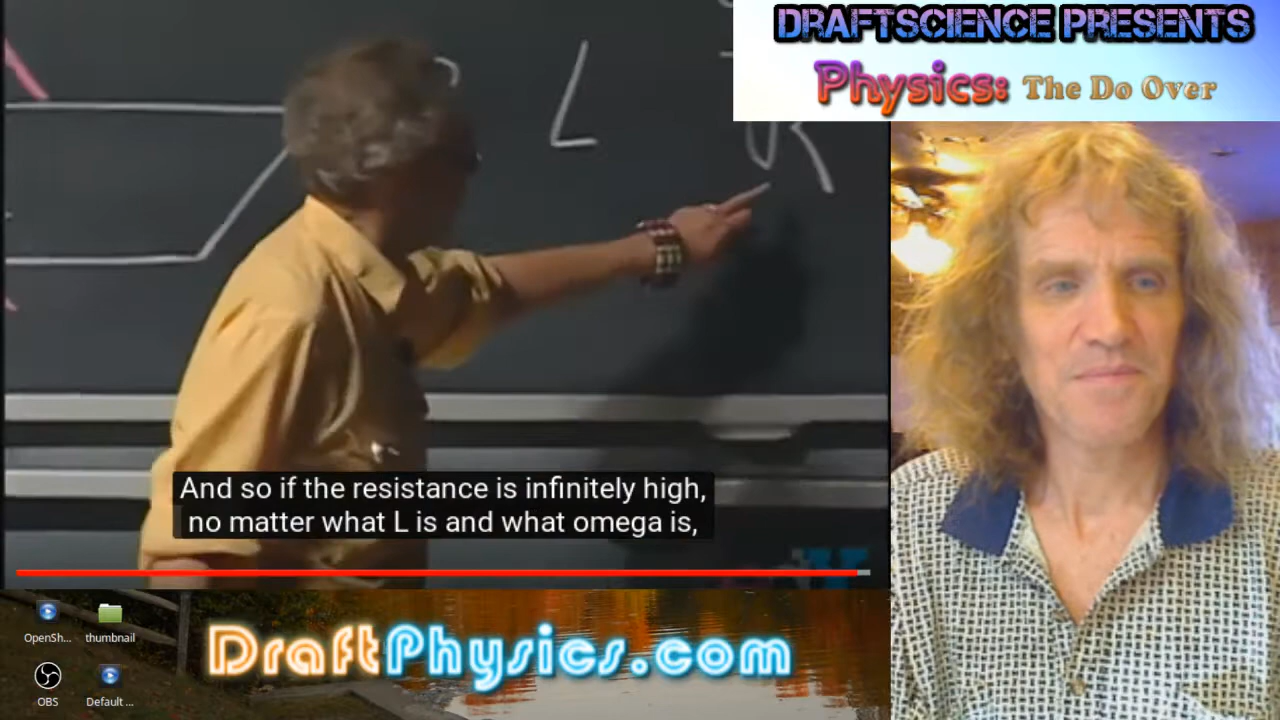 DRAFTSCIENCE PRESENTS
Physics: The Do Over
L
And so if the resistance is infinitely high,
no matter what L is and what omega is,
DraftPhysics.com
OpenSh...
thumbnail
OBS
Default ...